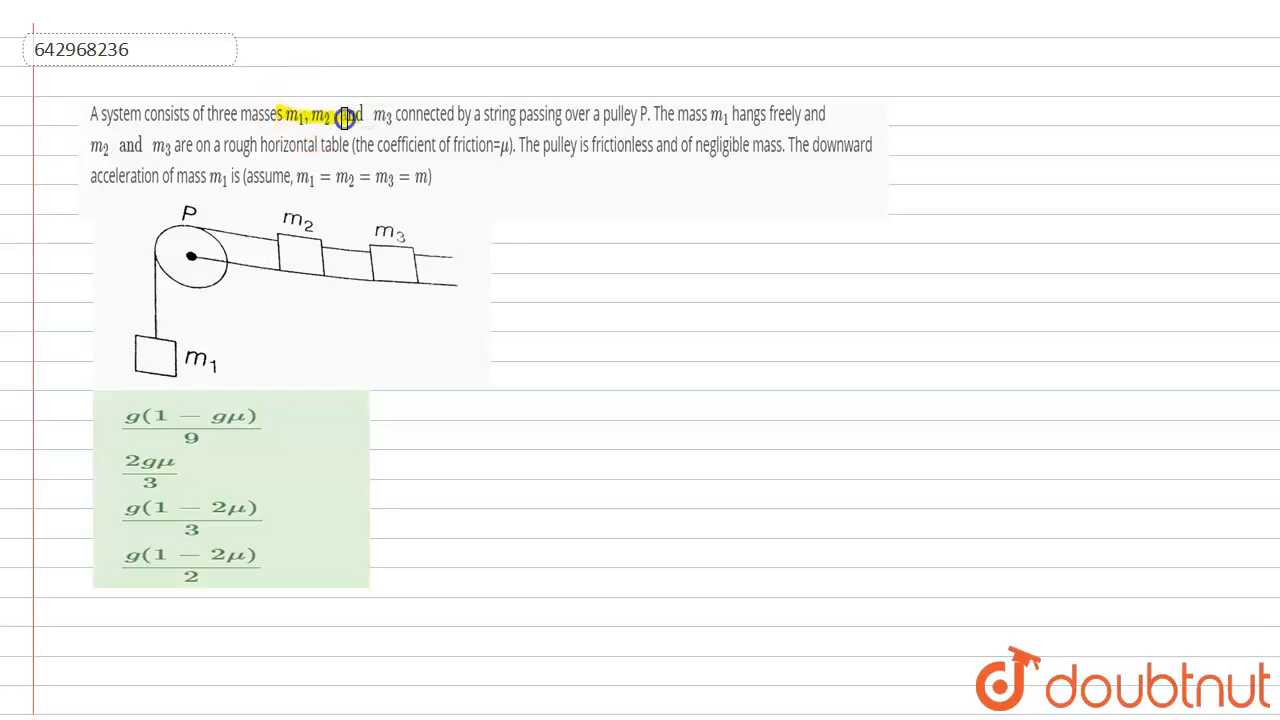 642968236
A system consists of three masses m₁, m₂ and m₃ connected by a string passing over a pulley P. The mass m₁ hangs freely and
m₂ and m₃ are on a rough horizontal table (the coefficient of friction=μ). The pulley is frictionless and of negligible mass. The downward
acceleration of mass m₁ is (assume, m₁ = m₂ = m₃ = m)
P
m₂
m₃
m₁
g(1 − gμ)
9
2gμ
3
g(1 − 2μ)
3
g(1 − 2μ)
2
doubtnut